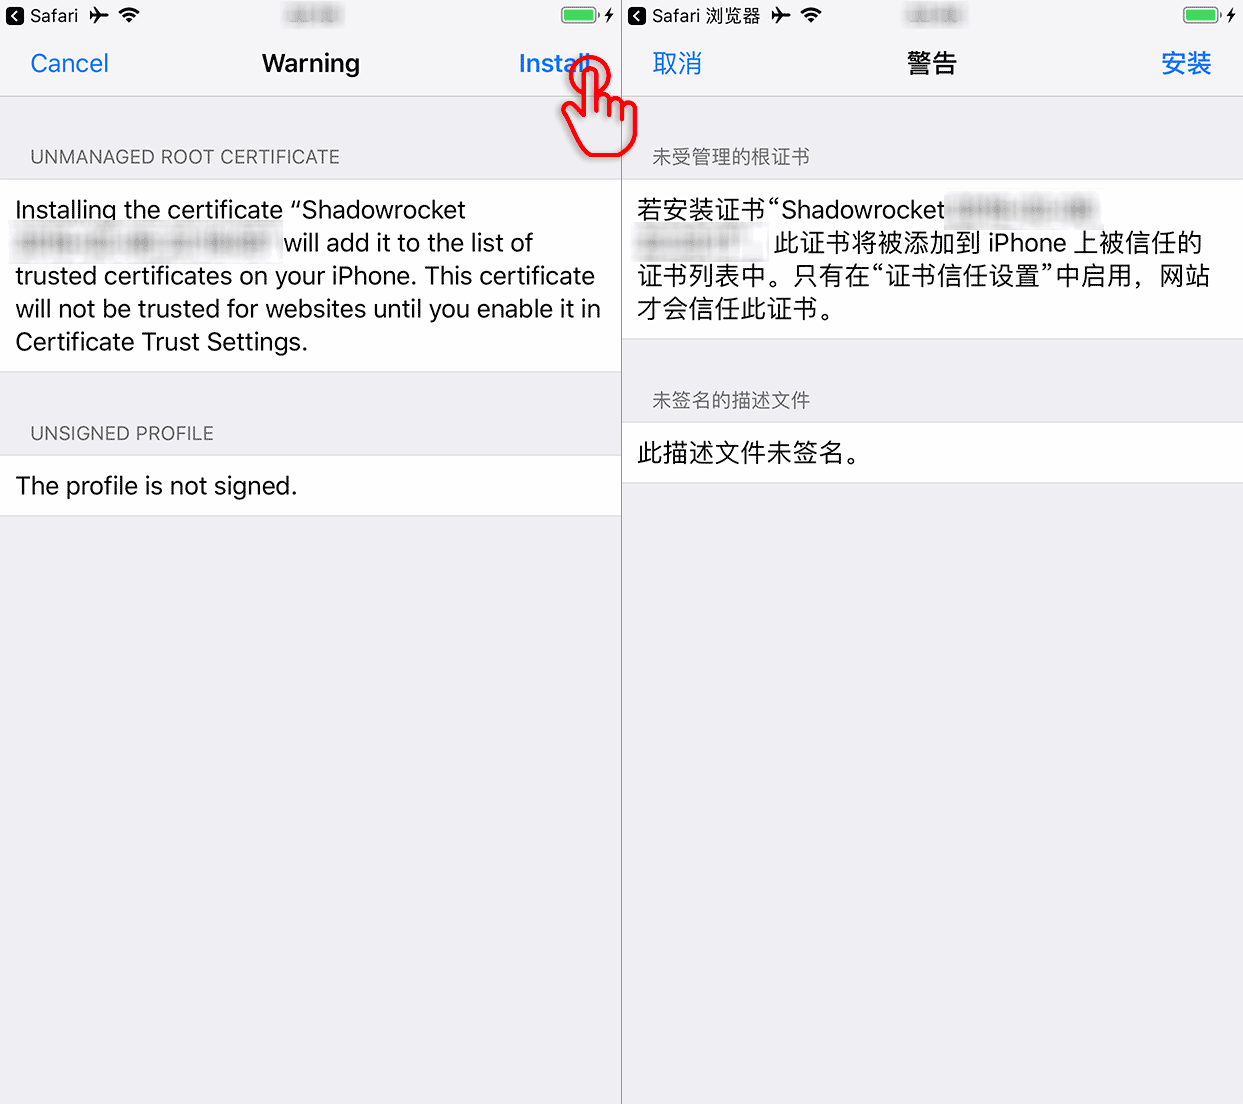 Safari
Cancel
Warning
Install
UNMANAGED ROOT CERTIFICATE
Installing the certificate “Shadowrocket
will add it to the list of
trusted certificates on your iPhone. This certificate
will not be trusted for websites until you enable it in
Certificate Trust Settings.
UNSIGNED PROFILE
The profile is not signed.
Safari 浏览器
取消
警告
安装
未受管理的根证书
若安装证书“Shadowrocket
此证书将被添加到 iPhone 上被信任的
证书列表中。只有在“证书信任设置”中启用，网站
才会信任此证书。
未签名的描述文件
此描述文件未签名。